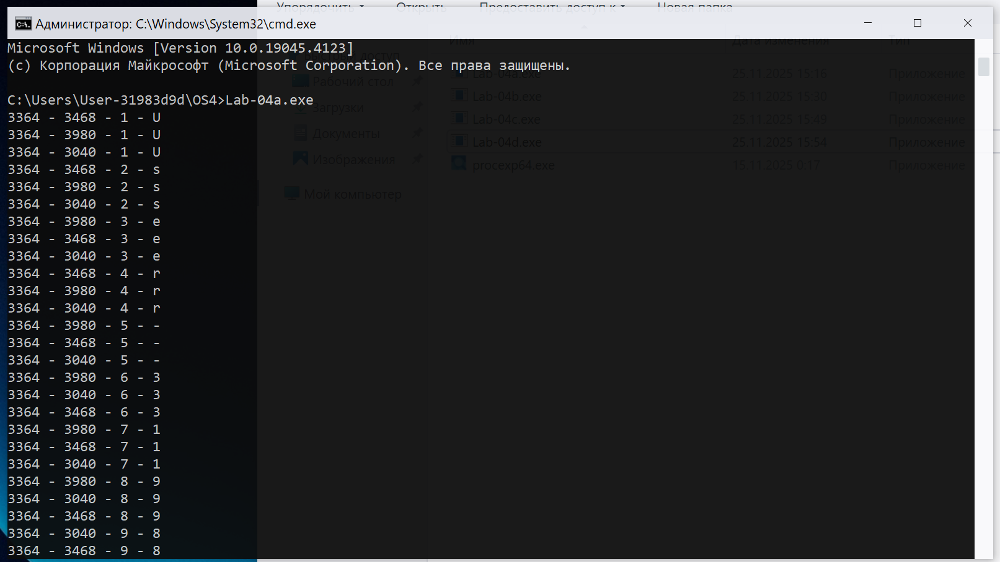 Упорядочить Открыть Предоставить доступ к Новая папка
Администратор: C:\Windows\System32\cmd.exe
Microsoft Windows [Version 10.0.19045.4123]
(c) Корпорация Майкрософт (Microsoft Corporation). Все права защищены.
C:\Users\User-31983d9d\OS4>Lab-04a.exe
3364 - 3468 - 1 - U
3364 - 3980 - 1 - U
3364 - 3040 - 1 - U
3364 - 3468 - 2 - s
3364 - 3980 - 2 - s
3364 - 3040 - 2 - s
3364 - 3980 - 3 - e
3364 - 3468 - 3 - e
3364 - 3040 - 3 - e
3364 - 3468 - 4 - r
3364 - 3980 - 4 - r
3364 - 3040 - 4 - r
3364 - 3980 - 5 - -
3364 - 3468 - 5 - -
3364 - 3040 - 5 - -
3364 - 3980 - 6 - 3
3364 - 3040 - 6 - 3
3364 - 3468 - 6 - 3
3364 - 3980 - 7 - 1
3364 - 3468 - 7 - 1
3364 - 3040 - 7 - 1
3364 - 3980 - 8 - 9
3364 - 3040 - 8 - 9
3364 - 3468 - 8 - 9
3364 - 3040 - 9 - 8
3364 - 3468 - 9 - 8
Быстрый доступ
Рабочий стол
Загрузки
Документы
Изображения
Мой компьютер
Имя Дата изменения Тип
Lab-04a.exe 25.11.2025 15:16 Приложение
Lab-04b.exe 25.11.2025 15:30 Приложение
Lab-04c.exe 25.11.2025 15:49 Приложение
Lab-04d.exe 25.11.2025 15:54 Приложение
procexp64.exe 15.11.2025 0:17 Приложение